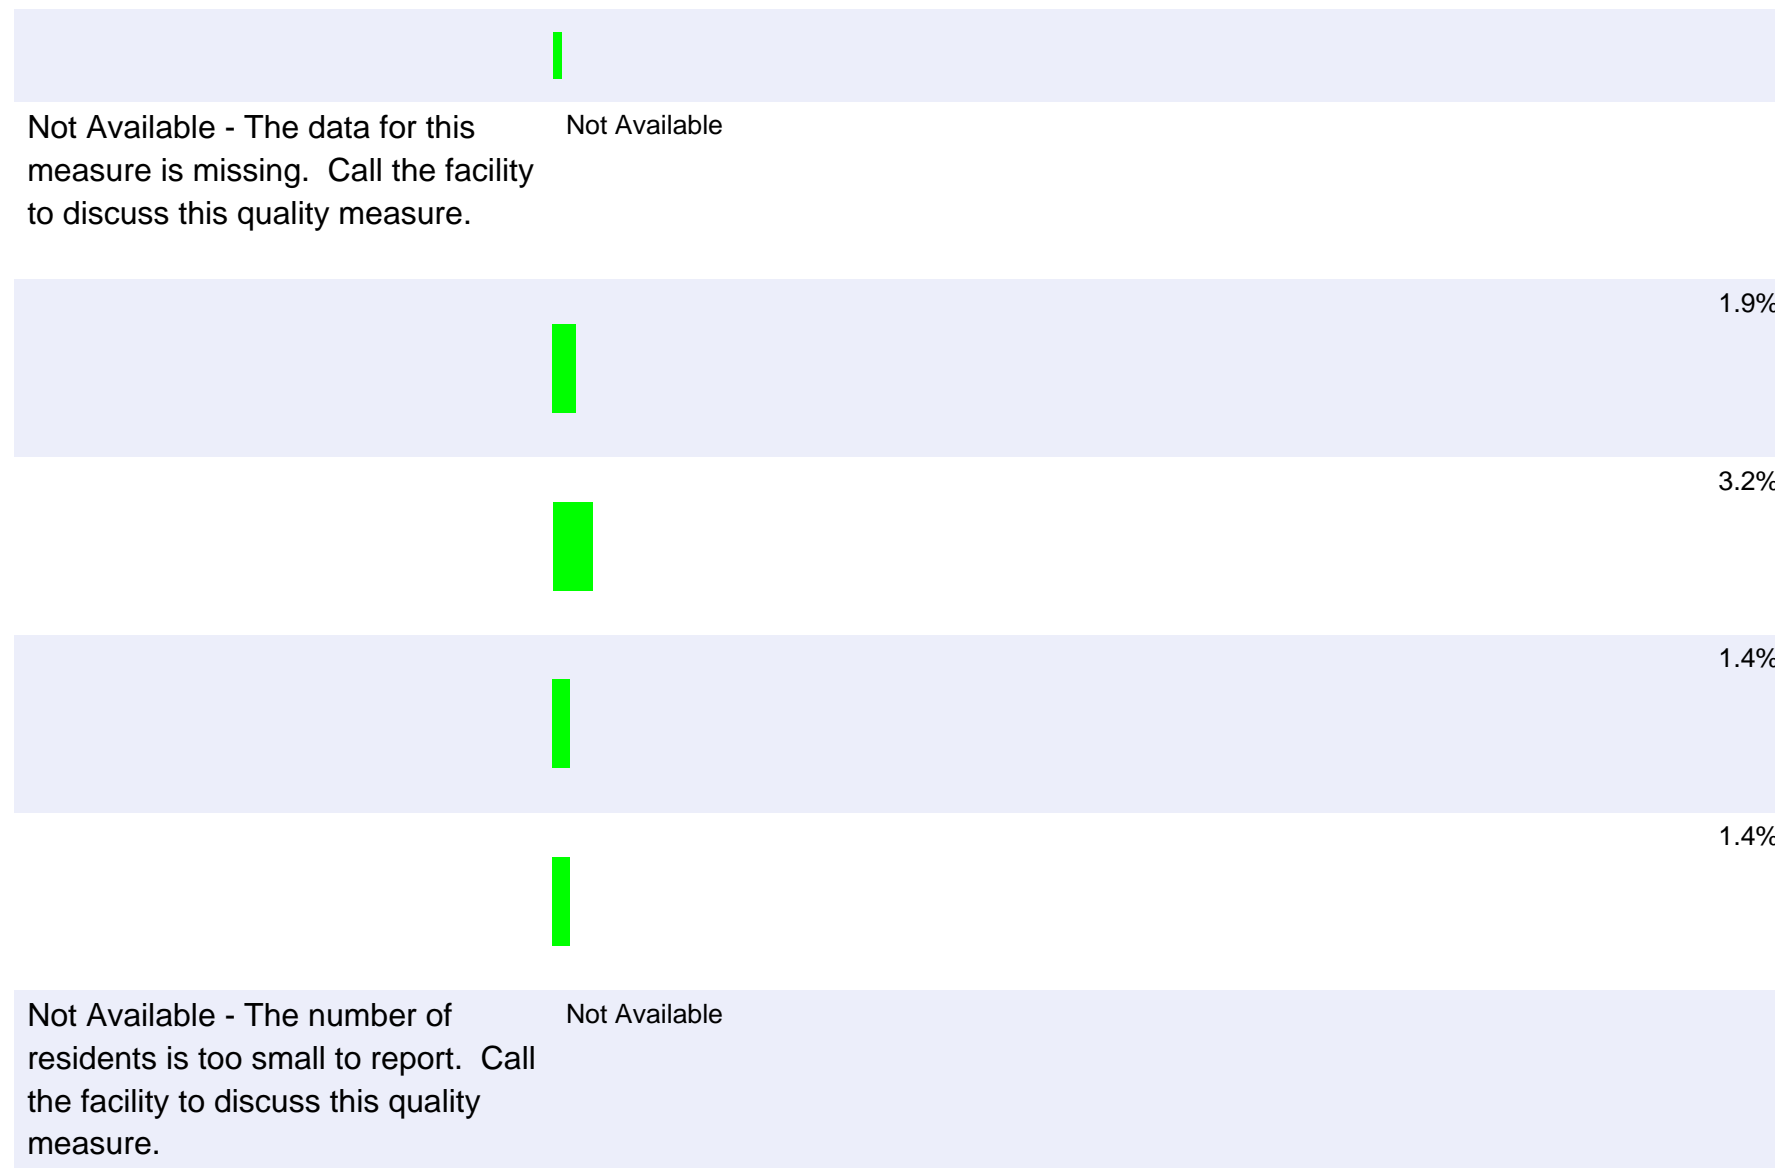 Not Available - The data for this
Not Available
measure is missing.  Call the facility
to discuss this quality measure.
1.9%
3.2%
1.4%
1.4%
Not Available - The number of
Not Available
residents is too small to report.  Call
the facility to discuss this quality
measure.